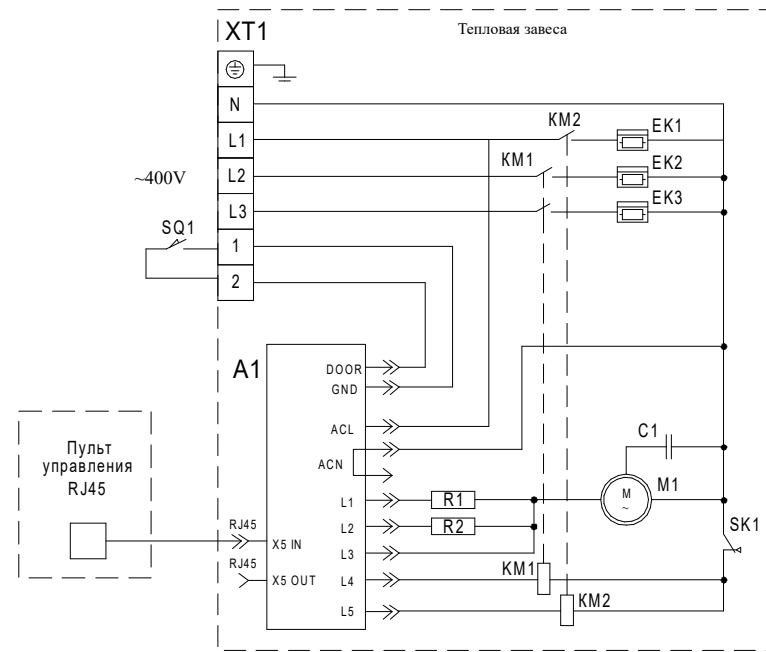 XT1
Тепловая завеса
N
L1
L2
L3
1
2
~400V
SQ1
KM2
EK1
KM1
EK2
EK3
A1
DOOR
GND
ACL
ACN
L1
L2
L3
L4
L5
X5 IN
X5 OUT
RJ45
RJ45
Пульт
управления
RJ45
R1
R2
C1
M
~
M1
SK1
KM1
KM2